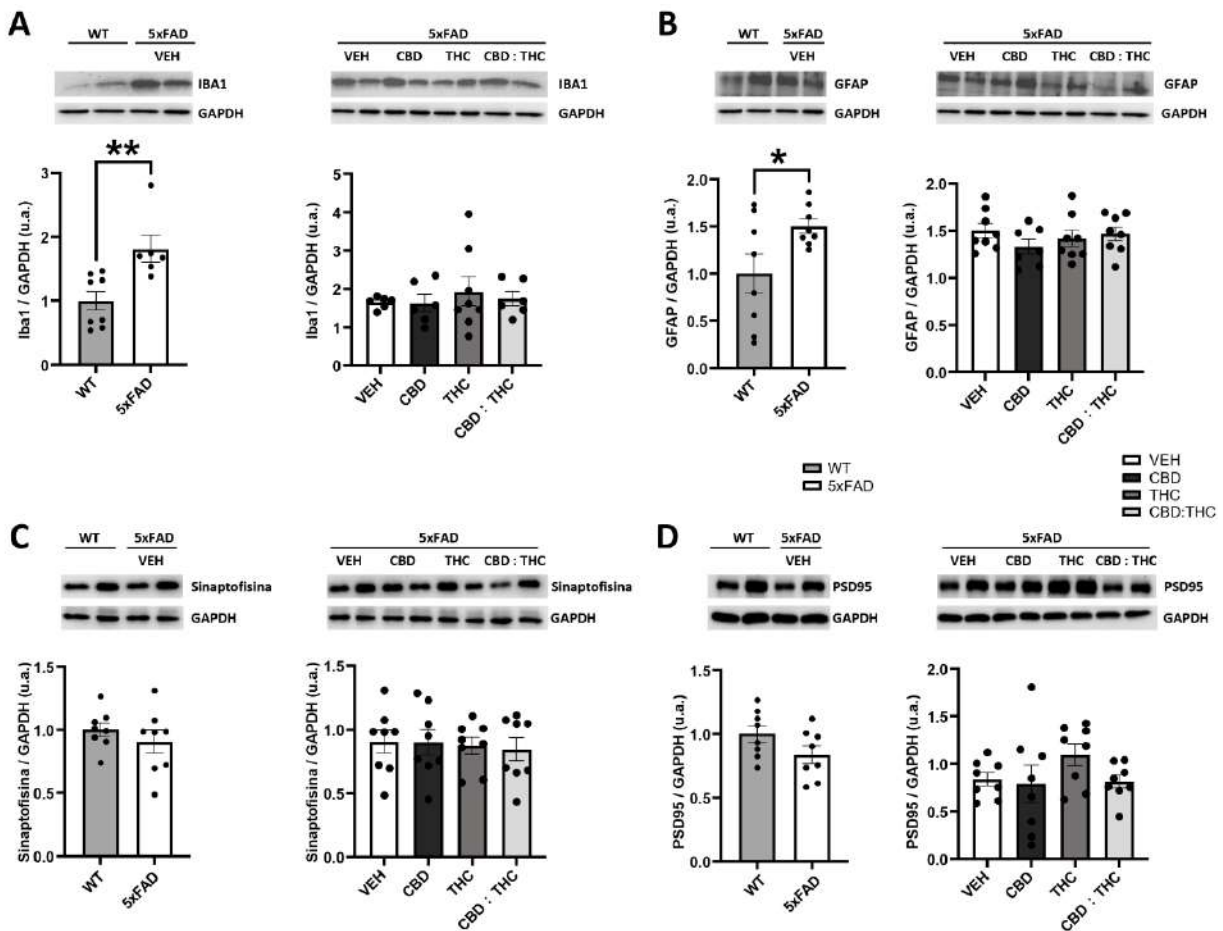 A
WT 5xFAD
VEH
IBA1
GAPDH
**
Iba1 / GAPDH (u.a.)
3
2
1
0
WT
5xFAD
5xFAD
VEH CBD THC CBD : THC
IBA1
GAPDH
Iba1 / GAPDH (u.a.)
5
4
3
2
1
0
VEH
CBD
THC
CBD : THC
B
WT 5xFAD
VEH
GFAP
GAPDH
*
GFAP / GAPDH (u.a.)
2.0
1.5
1.0
0.5
0.0
WT
5xFAD
5xFAD
VEH CBD THC CBD : THC
GFAP
GAPDH
GFAP / GAPDH (u.a.)
2.0
1.5
1.0
0.5
0.0
VEH
CBD
THC
CBD : THC
WT
5xFAD
VEH
CBD
THC
CBD:THC
C
WT 5xFAD
VEH
Sinaptofisina
GAPDH
Sinaptofisina / GAPDH (u.a.)
1.5
1.0
0.5
0.0
WT
5xFAD
5xFAD
VEH CBD THC CBD : THC
Sinaptofisina
GAPDH
Sinaptofisina / GAPDH (u.a.)
1.5
1.0
0.5
0.0
VEH
CBD
THC
CBD : THC
D
WT 5xFAD
VEH
PSD95
GAPDH
PSD95 / GAPDH (u.a.)
1.5
1.0
0.5
0.0
WT
5xFAD
5xFAD
VEH CBD THC CBD : THC
PSD95
GAPDH
PSD95 / GAPDH (u.a.)
2.0
1.5
1.0
0.5
0.0
VEH
CBD
THC
CBD : THC